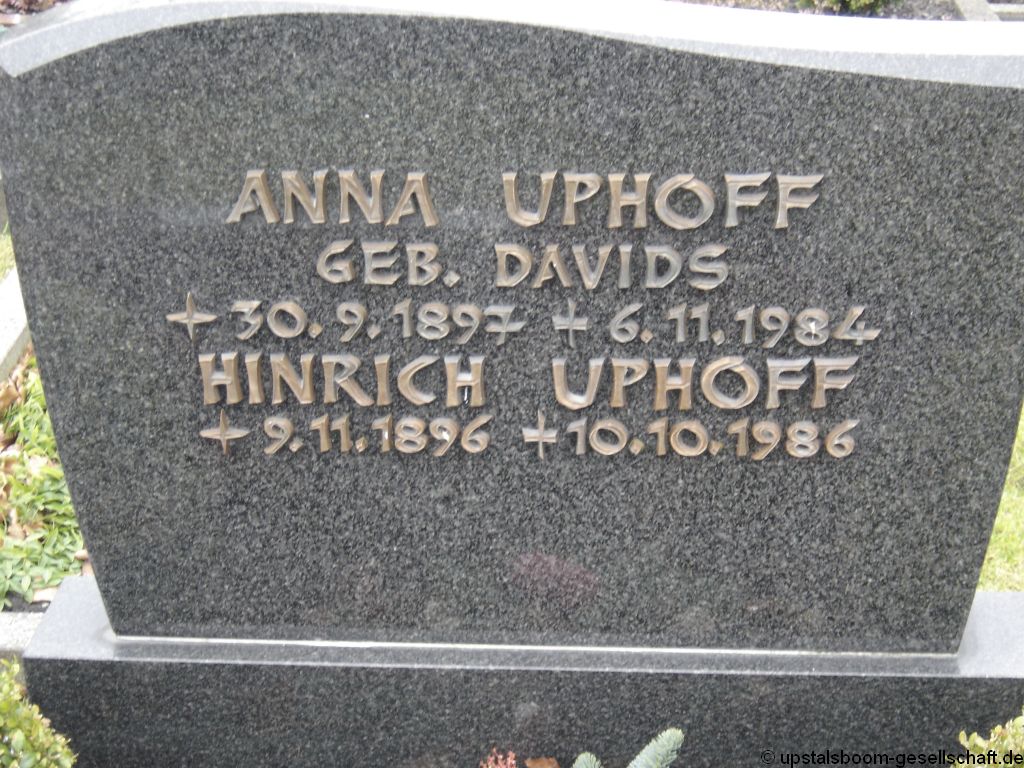 ANNA UPHOFF
GEB. DAVIDS
✦ 30.9.1897 ✝ 6.11.1984
HINRICH UPHOFF
✦ 9.11.1896 ✝ 10.10.1986
© upstalsboom-gesellschaft.de